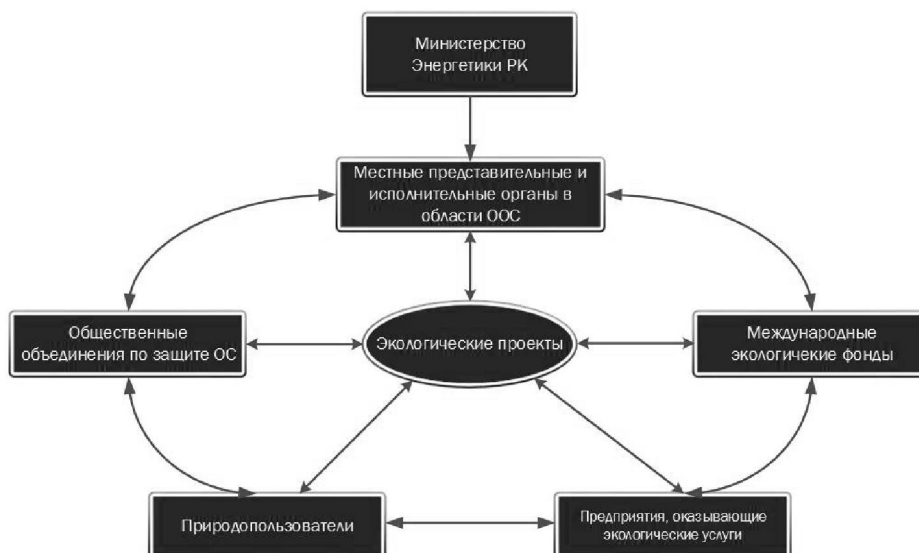 Министерство
Энергетики РК
Местные представительные и
исполнительные органы в
области ООС
Общественные
объединения по защите ОС
Экологические проекты
Международные
экологичекие фонды
Природопользователи
Предприятия, оказывающие
экологические услуги